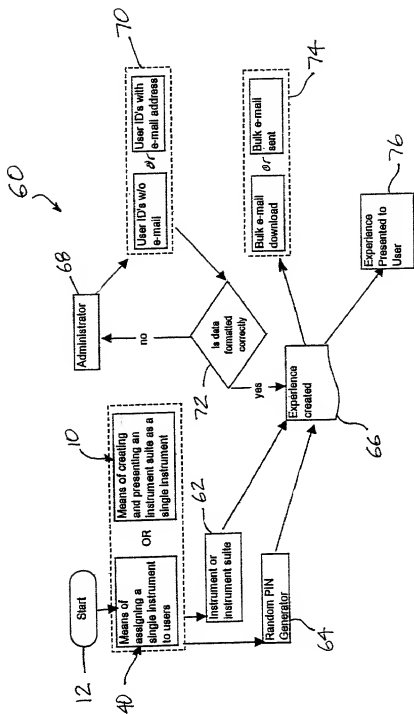 60
12
Start
10
40
Means of
assigning a
single instrument
to users
OR
Means of creating
and presenting an
instrument suite as a
single instrument
62
Instrument or
instrument suite
64
Random PIN
Generator
68
Administrator
70
User ID's w/o
e-mail
or
User ID's with
e-mail address
no
72
Is data
formatted
correctly
yes
Experience
created
66
74
Bulk e-mail
download
or
Bulk e-mail
sent
76
Experience
Presented to
User